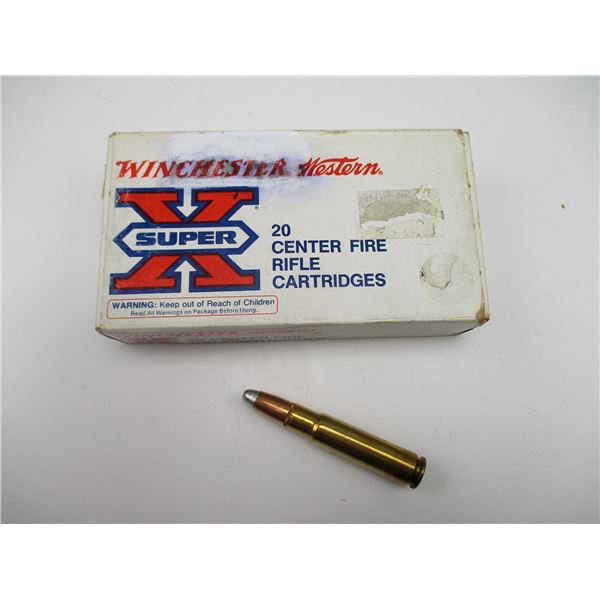 WINCHESTER Western®
X®
SUPER
20
CENTER FIRE
RIFLE
CARTRIDGES
WARNING: Keep out of Reach of Children
Read All Warnings on Package Before Using.